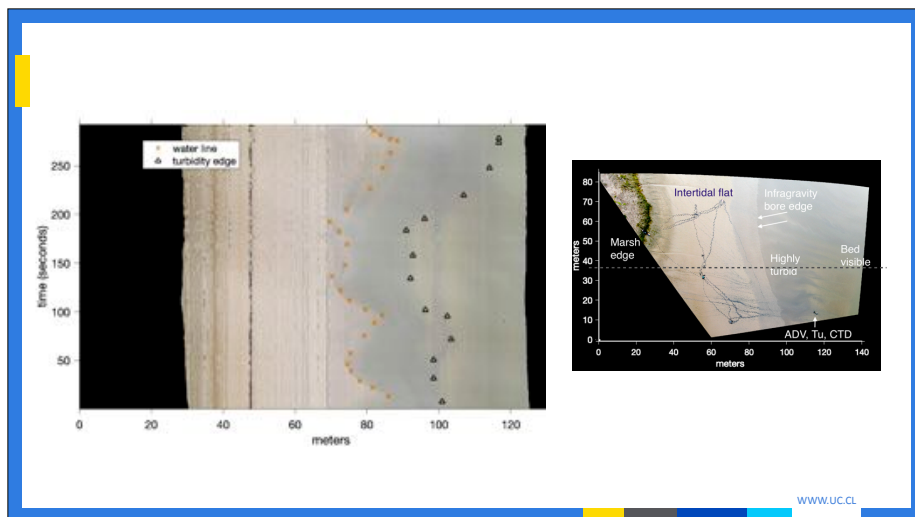 water line
turbidity edge
250
200
150
100
50
time (seconds)
0 20 40 60 80 100 120
meters
Intertidal flat
Infragravity
bore edge
Marsh
edge
Highly
turbid
Bed
visible
ADV, Tu, CTD
80
70
60
50
40
30
20
10
0
meters
0 20 40 60 80 100 120 140
meters
WWW.UC.CL